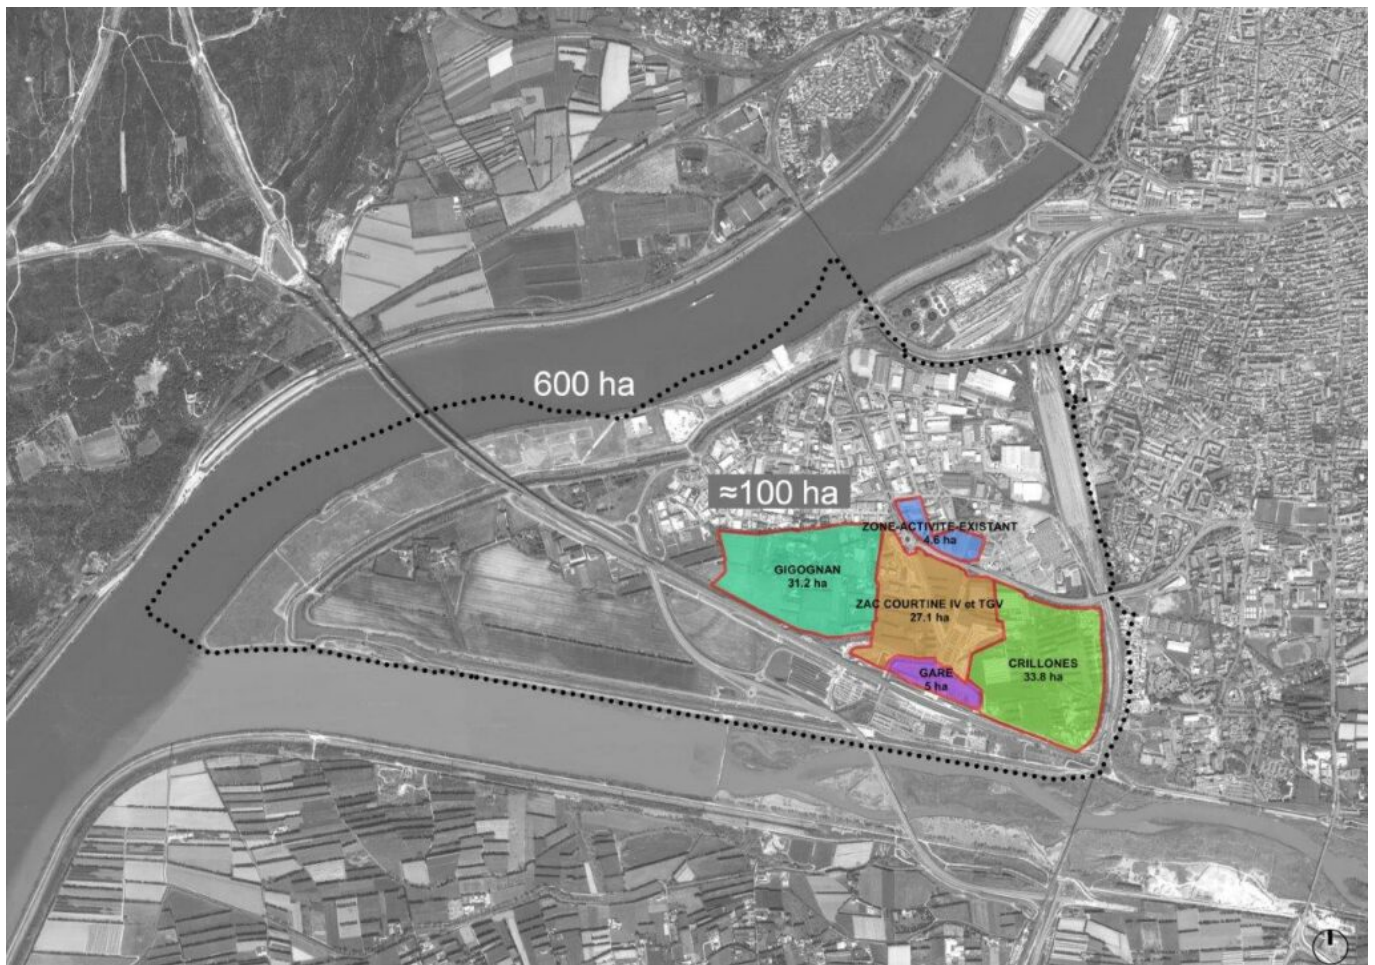 600 ha
≈100 ha
ZONE-ACTIVITE-EXISTANT
4.6 ha
GIGOGNAN
31.2 ha
ZAC COURTINE IV et TGV
27.1 ha
CRILLONES
33.8 ha
GARE
5 ha